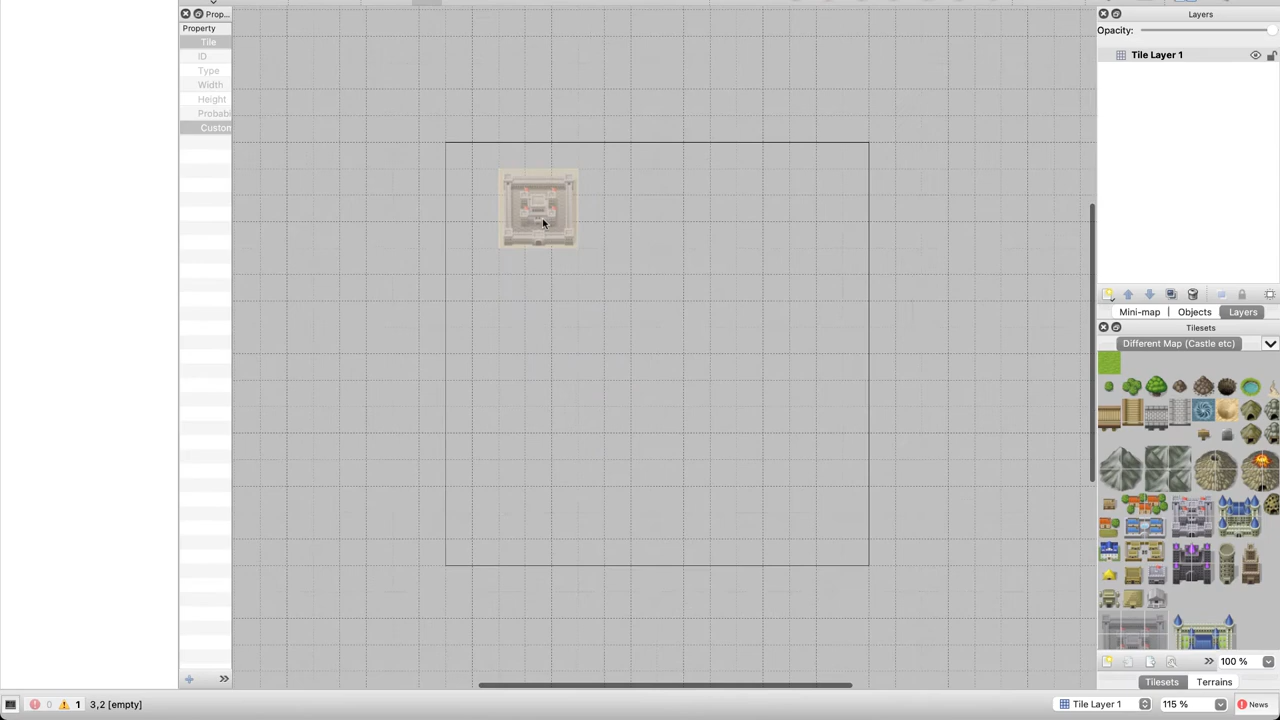 Prop...
Property
Tile
ID
Type
Width
Height
Probabi
Custom
Layers
Opacity:
Tile Layer 1
Mini-map
Objects
Layers
Tilesets
Different Map (Castle etc)
100 %
Tilesets
Terrains
0
1
3,2 [empty]
Tile Layer 1
115 %
News